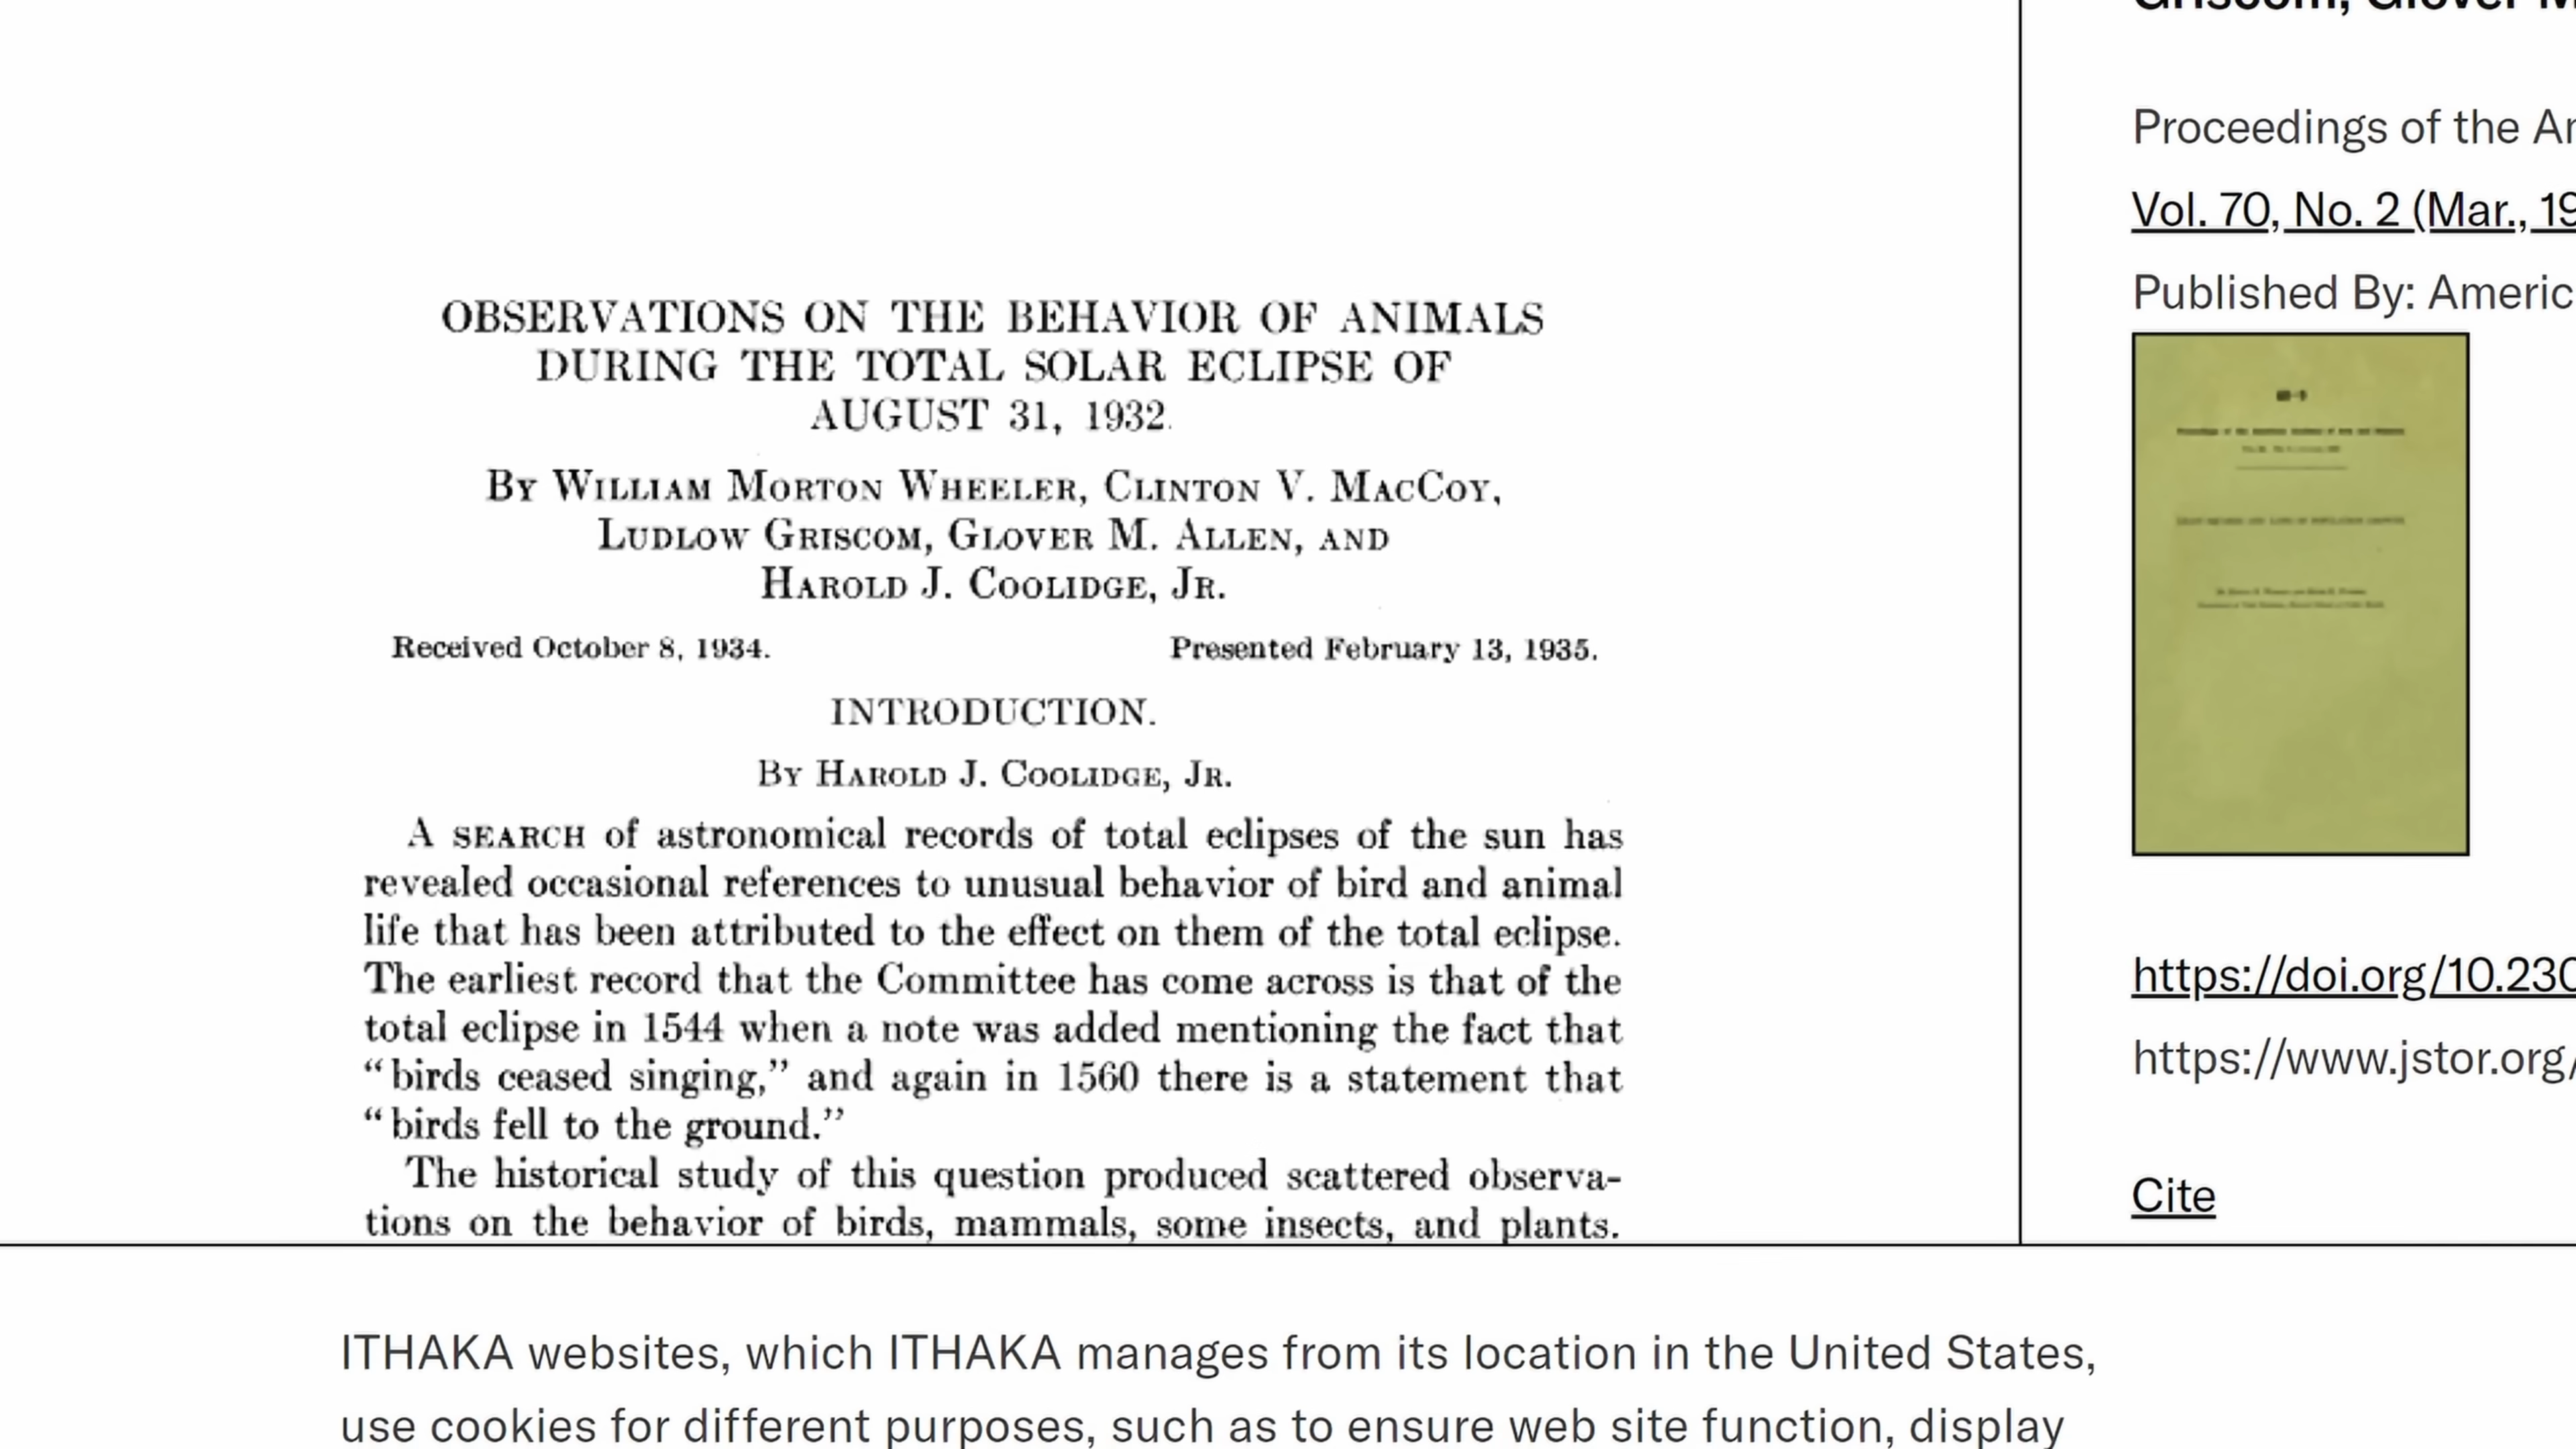 OBSERVATIONS ON THE BEHAVIOR OF ANIMALS
DURING THE TOTAL SOLAR ECLIPSE OF
AUGUST 31, 1932.
BY WILLIAM MORTON WHEELER, CLINTON V. MACCOY,
LUDLOW GRISCOM, GLOVER M. ALLEN, AND
HAROLD J. COOLIDGE, JR.
Received October 8, 1934. Presented February 13, 1935.
INTRODUCTION.
BY HAROLD J. COOLIDGE, JR.
A SEARCH of astronomical records of total eclipses of the sun has
revealed occasional references to unusual behavior of bird and animal
life that has been attributed to the effect on them of the total eclipse.
The earliest record that the Committee has come across is that of the
total eclipse in 1544 when a note was added mentioning the fact that
“birds ceased singing,” and again in 1560 there is a statement that
“birds fell to the ground.”
The historical study of this question produced scattered observa-
tions on the behavior of birds, mammals, some insects, and plants.
Griscom, Glover M
Proceedings of the Am
Vol. 70, No. 2 (Mar., 19
Published By: Americ
https://doi.org/10.230
https://www.jstor.org/
Cite
ITHAKA websites, which ITHAKA manages from its location in the United States,
use cookies for different purposes, such as to ensure web site function, display